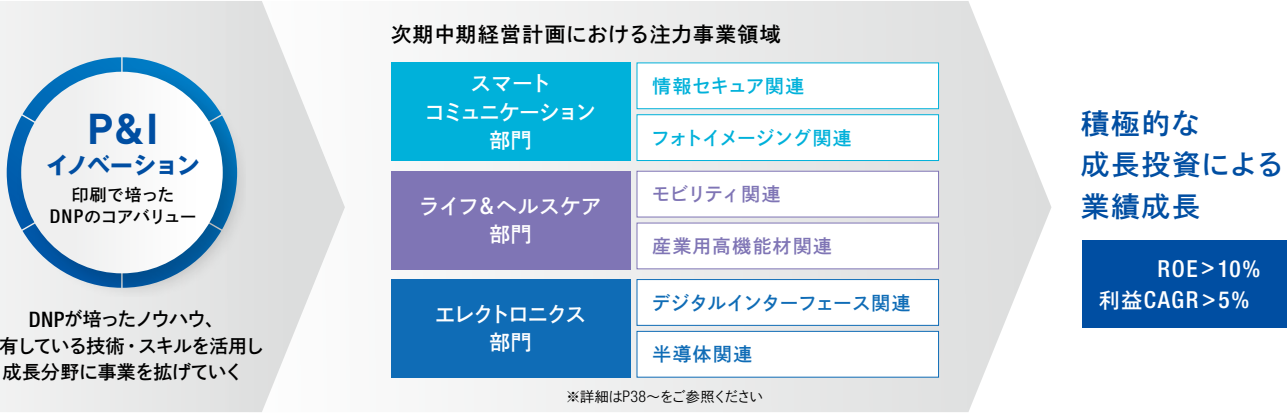 P&I
イノベーション
印刷で培った
DNPのコアバリュー
DNPが培ったノウハウ、
有している技術・スキルを活用し
成長分野に事業を拡げていく
次期中期経営計画における注力事業領域
スマート
コミュニケーション
部門
情報セキュア関連
フォトイメージング関連
ライフ&ヘルスケア
部門
モビリティ関連
産業用高機能材関連
エレクトロニクス
部門
デジタルインターフェース関連
半導体関連
※詳細はP38～をご参照ください
積極的な
成長投資による
業績成長
ROE>10%
利益CAGR>5%